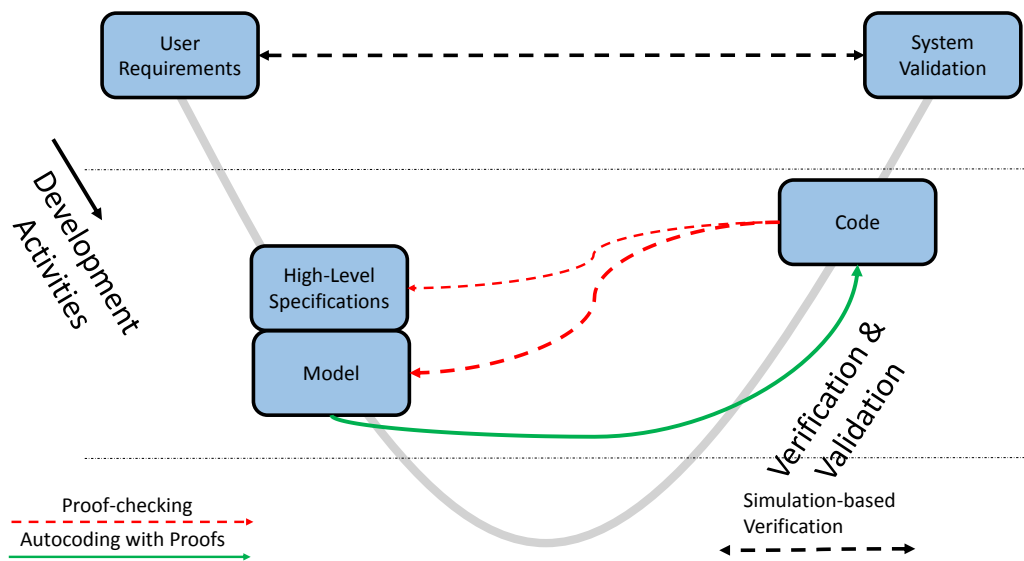 User
Requirements
System
Validation
Development
Activities
Code
High-Level
Specifications
Model
Verification &
Validation
Proof-checking
Autocoding with Proofs
Simulation-based
Verification